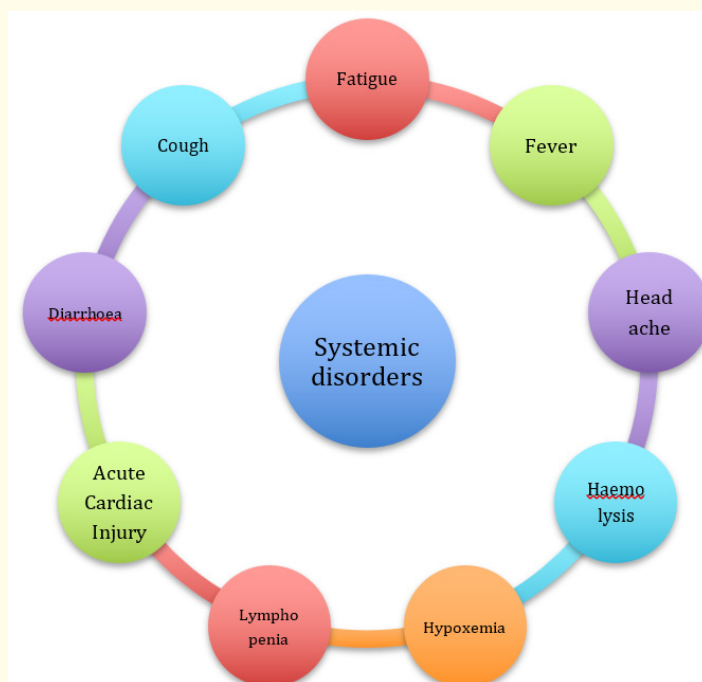 Fatigue
Fever
Head
ache
Haemo
lysis
Hypoxemia
Lympho
penia
Acute
Cardiac
Injury
Diarrhoea
Cough
Systemic
disorders